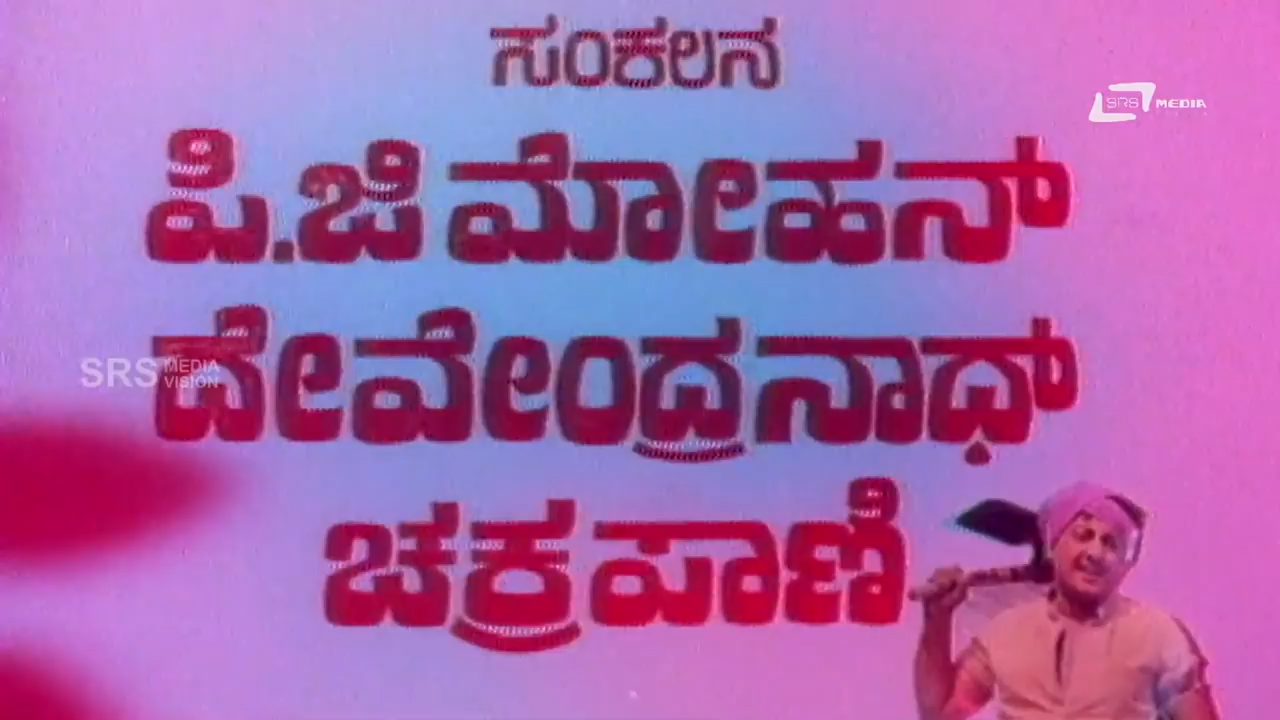 ಸಂಕಲನ
SRS MEDIA
ಪಿ.ಜಿ ಮೋಹನ್
ದೇವೇಂದ್ರನಾಥ್
SRS MEDIA VISION
ಚಕ್ರಪಾಣಿ